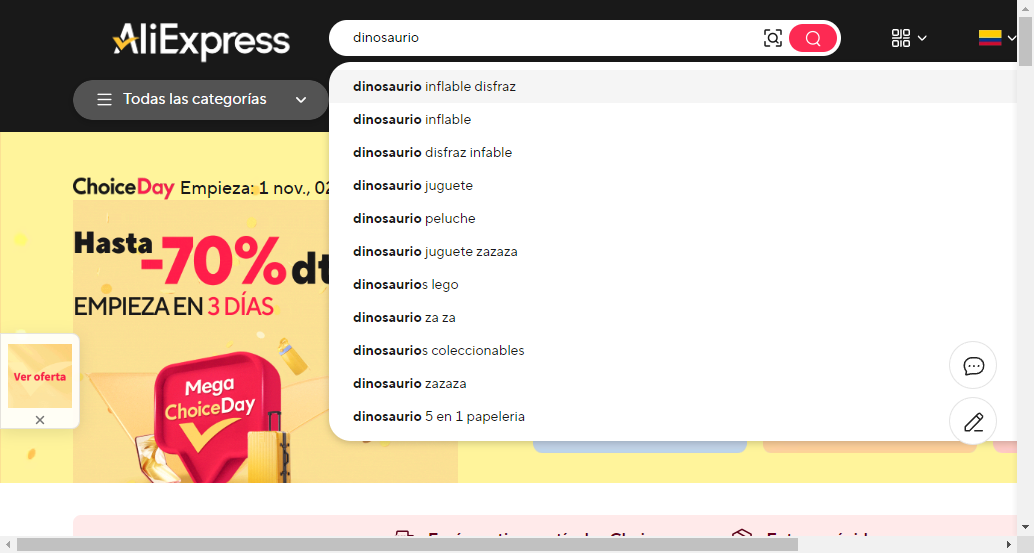 AliExpress
dinosaurio
Todas las categorías
dinosaurio inflable disfraz
dinosaurio inflable
dinosaurio disfraz infable
dinosaurio juguete
dinosaurio peluche
dinosaurio juguete zazaza
dinosaurios lego
dinosaurio za za
dinosaurios coleccionables
dinosaurio zazaza
dinosaurio 5 en 1 papeleria
ChoiceDay Empieza: 1 nov., 02
Hasta
-70% dt
EMPIEZA EN 3 DÍAS
Ver oferta
Mega
ChoiceDay